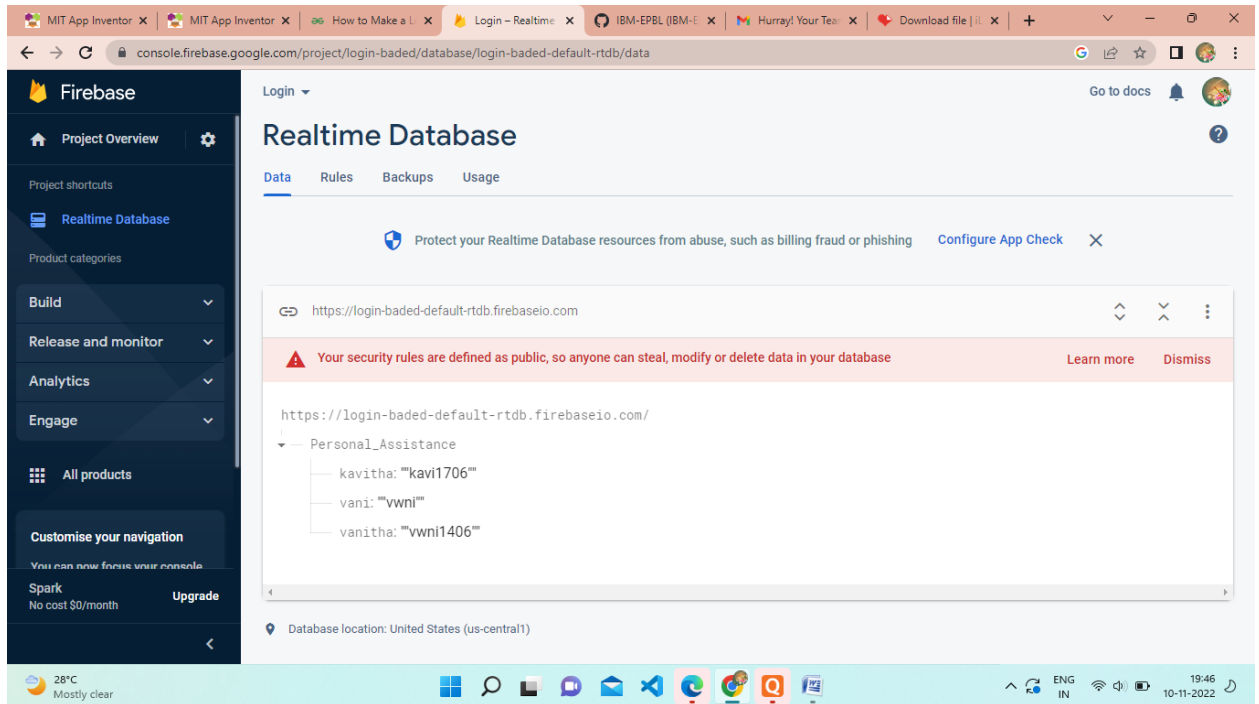 MIT App Inventor
MIT App Inventor
How to Make a L
Login – Realtime
IBM-EPBL (IBM-E
Hurray! Your Tea
Download file | iL
console.firebase.google.com/project/login-baded/database/login-baded-default-rtdb/data
Firebase
Login
Go to docs
Project Overview
Realtime Database
Data Rules Backups Usage
Project shortcuts
Realtime Database
Protect your Realtime Database resources from abuse, such as billing fraud or phishing Configure App Check
Product categories
Build
https://login-baded-default-rtdb.firebaseio.com
Release and monitor
Your security rules are defined as public, so anyone can steal, modify or delete data in your database Learn more Dismiss
Analytics
Engage
https://login-baded-default-rtdb.firebaseio.com/
Personal_Assistance
kavitha: ""kavi1706""
vani: ""vwni""
vanitha: ""vwni1406""
All products
Customise your navigation
You can now focus your console
Spark
No cost $0/month
Upgrade
Database location: United States (us-central1)
28°C
Mostly clear
ENG
IN
19:46
10-11-2022